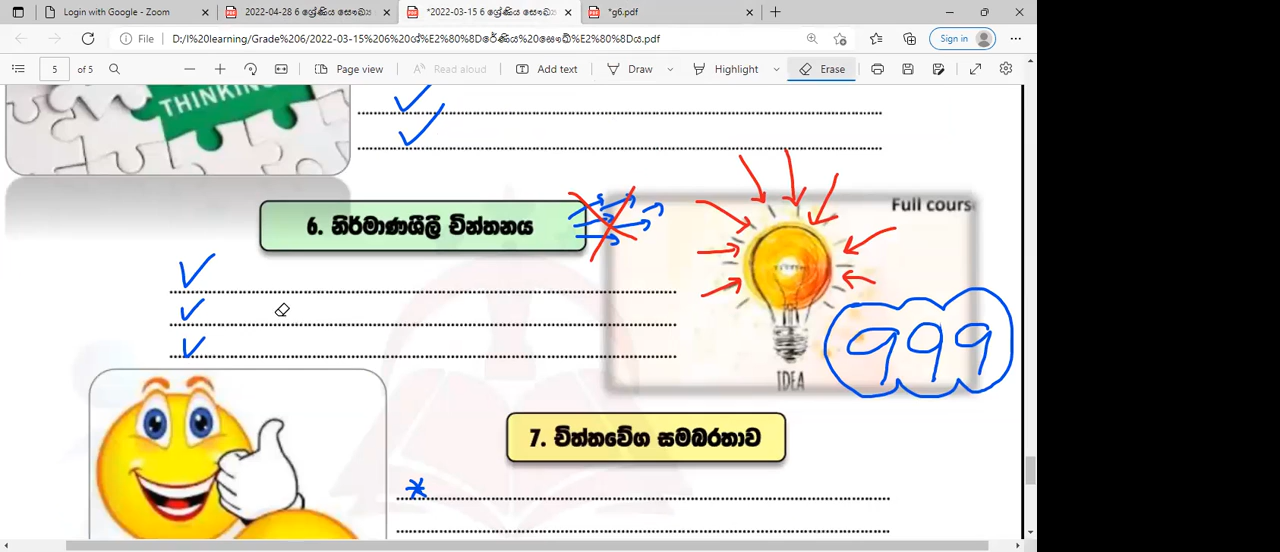 Login with Google - Zoom
2022-04-28 6 ශ්‍රේණිය සෞඛ්‍ය
*2022-03-15 6 ශ්‍රේණිය සෞඛ්‍ය
*g6.pdf
File
Sign in
5 of 5
Page view
Read aloud
Add text
Draw
Highlight
Erase
THINKING
6. නිර්මාණශීලී චින්තනය
Full cours
999
IDEA
7. චිත්තවේග සමබරතාව